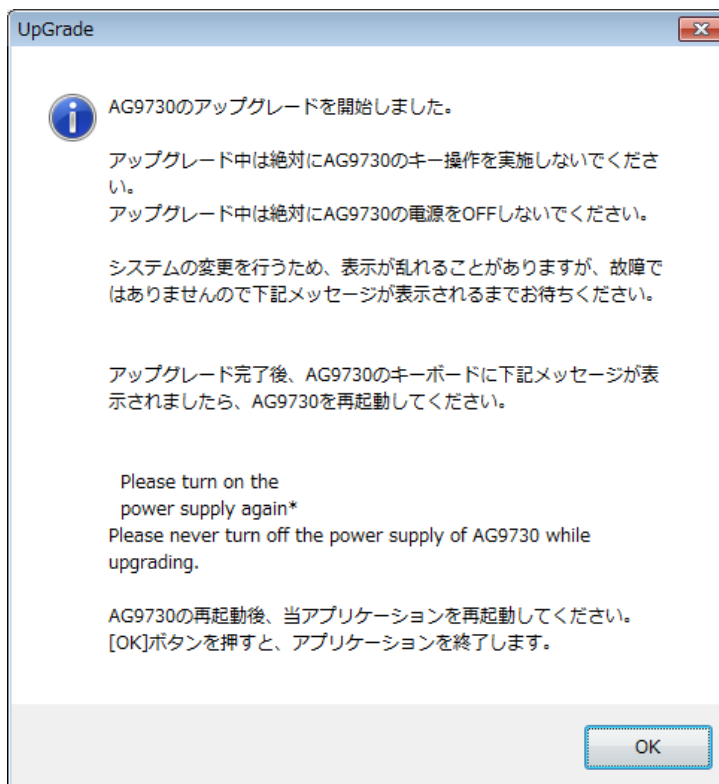 UpGrade
AG9730のアップグレードを開始しました。
アップグレード中は絶対にAG9730のキー操作を実施しないでくださ
い。
アップグレード中は絶対にAG9730の電源をOFFしないでください。
システムの変更を行うため、表示が乱れることがありますが、故障で
はありませんので下記メッセージが表示されるまでお待ちください。
アップグレード完了後、AG9730のキーボードに下記メッセージが表
示されましたら、AG9730を再起動してください。
Please turn on the
power supply again*
Please never turn off the power supply of AG9730 while
upgrading.
AG9730の再起動後、当アプリケーションを再起動してください。
[OK]ボタンを押すと、アプリケーションを終了します。
OK